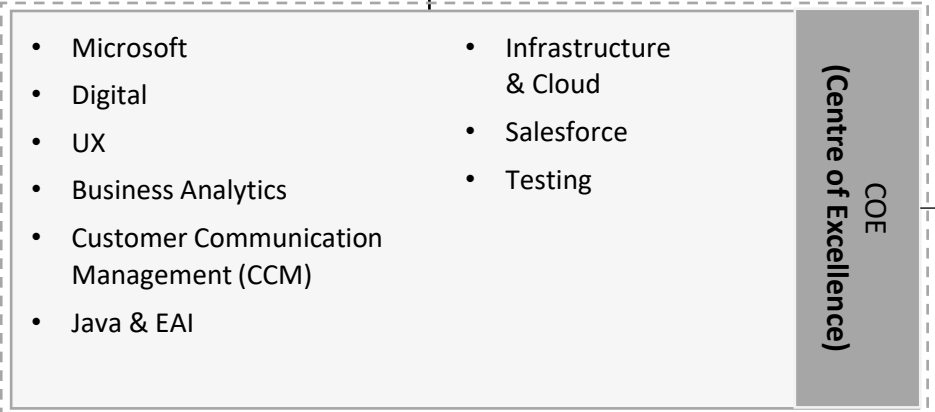 • Microsoft
• Digital
• UX
• Business Analytics
• Customer Communication
Management (CCM)
• Java & EAI
• Infrastructure
& Cloud
• Salesforce
• Testing
COE
(Centre of Excellence)